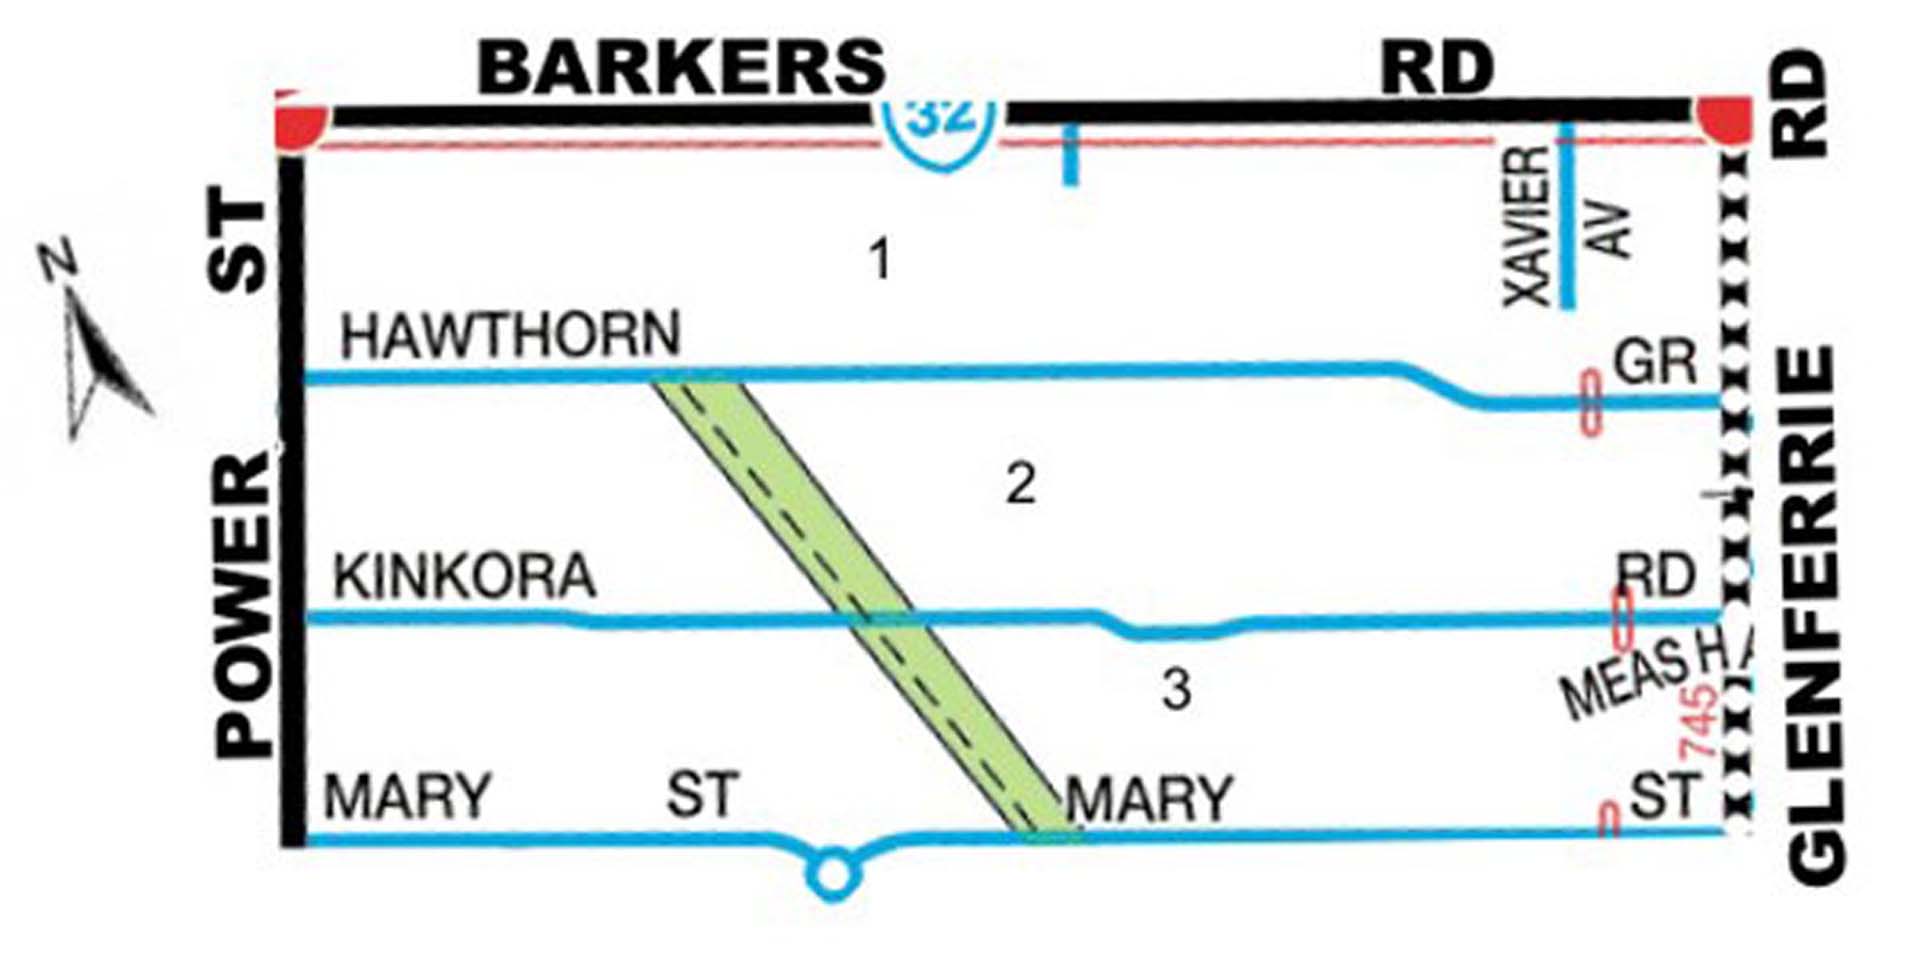 BARKERS RD
32
RD
ST
XAVIER
AV
N
1
HAWTHORN
GR
2
GLENFERRIE
POWER
KINKORA
RD
MEAS HA
3
745
MARY ST MARY ST